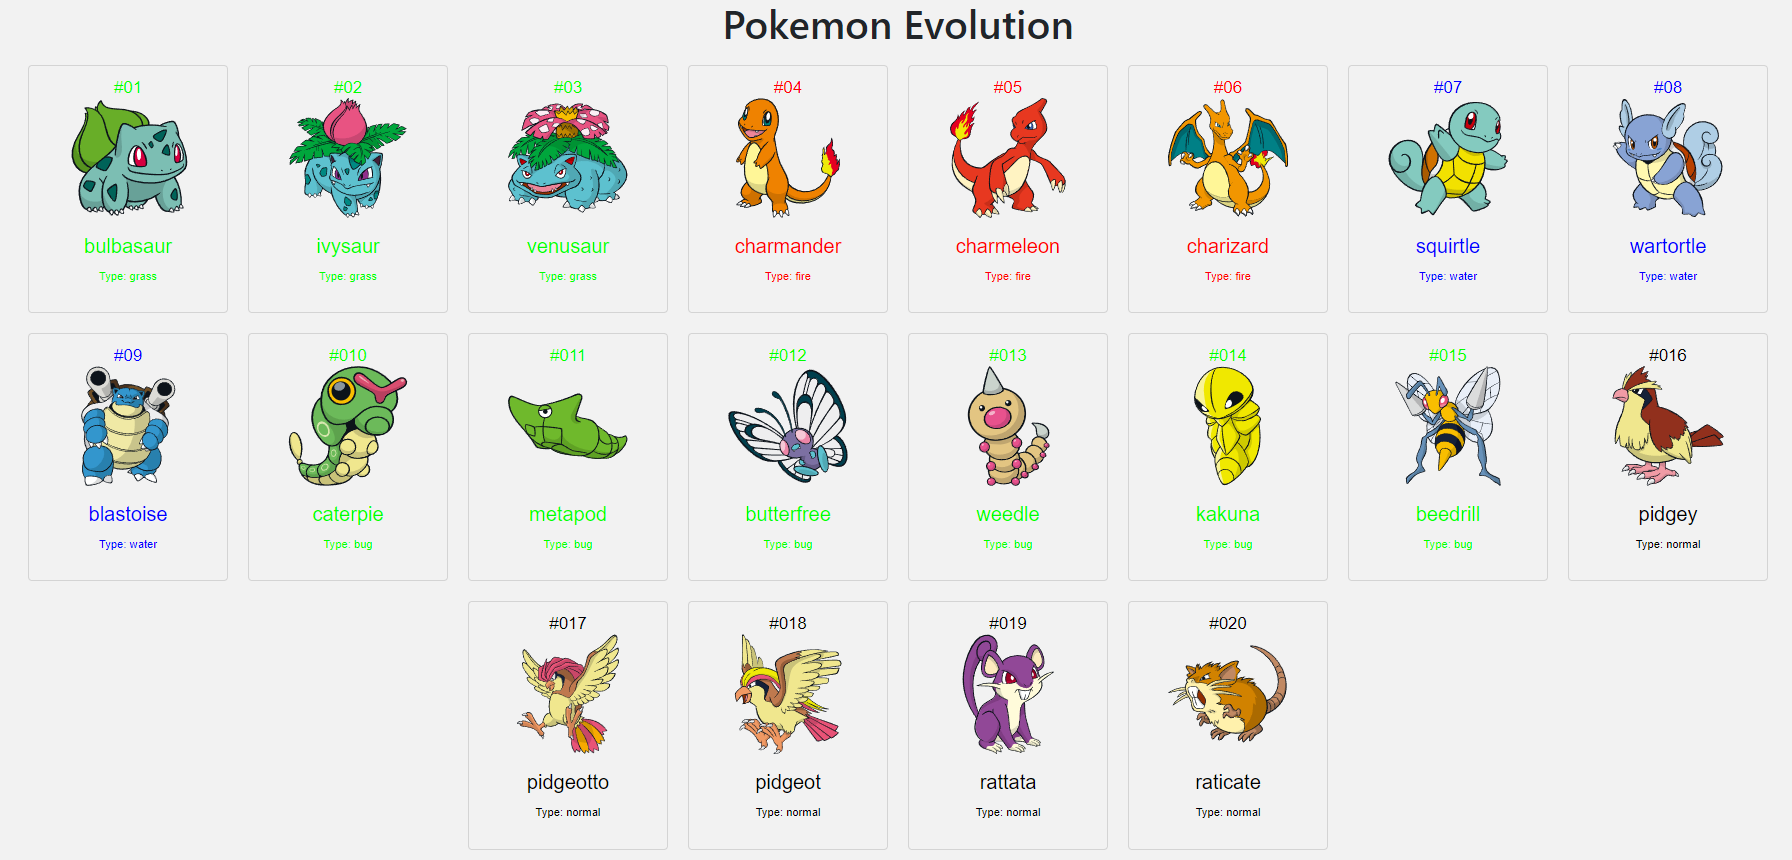 Pokemon Evolution
#01
bulbasaur
Type: grass
#02
ivysaur
Type: grass
#03
venusaur
Type: grass
#04
charmander
Type: fire
#05
charmeleon
Type: fire
#06
charizard
Type: fire
#07
squirtle
Type: water
#08
wartortle
Type: water
#09
blastoise
Type: water
#010
caterpie
Type: bug
#011
metapod
Type: bug
#012
butterfree
Type: bug
#013
weedle
Type: bug
#014
kakuna
Type: bug
#015
beedrill
Type: bug
#016
pidgey
Type: normal
#017
pidgeotto
Type: normal
#018
pidgeot
Type: normal
#019
rattata
Type: normal
#020
raticate
Type: normal